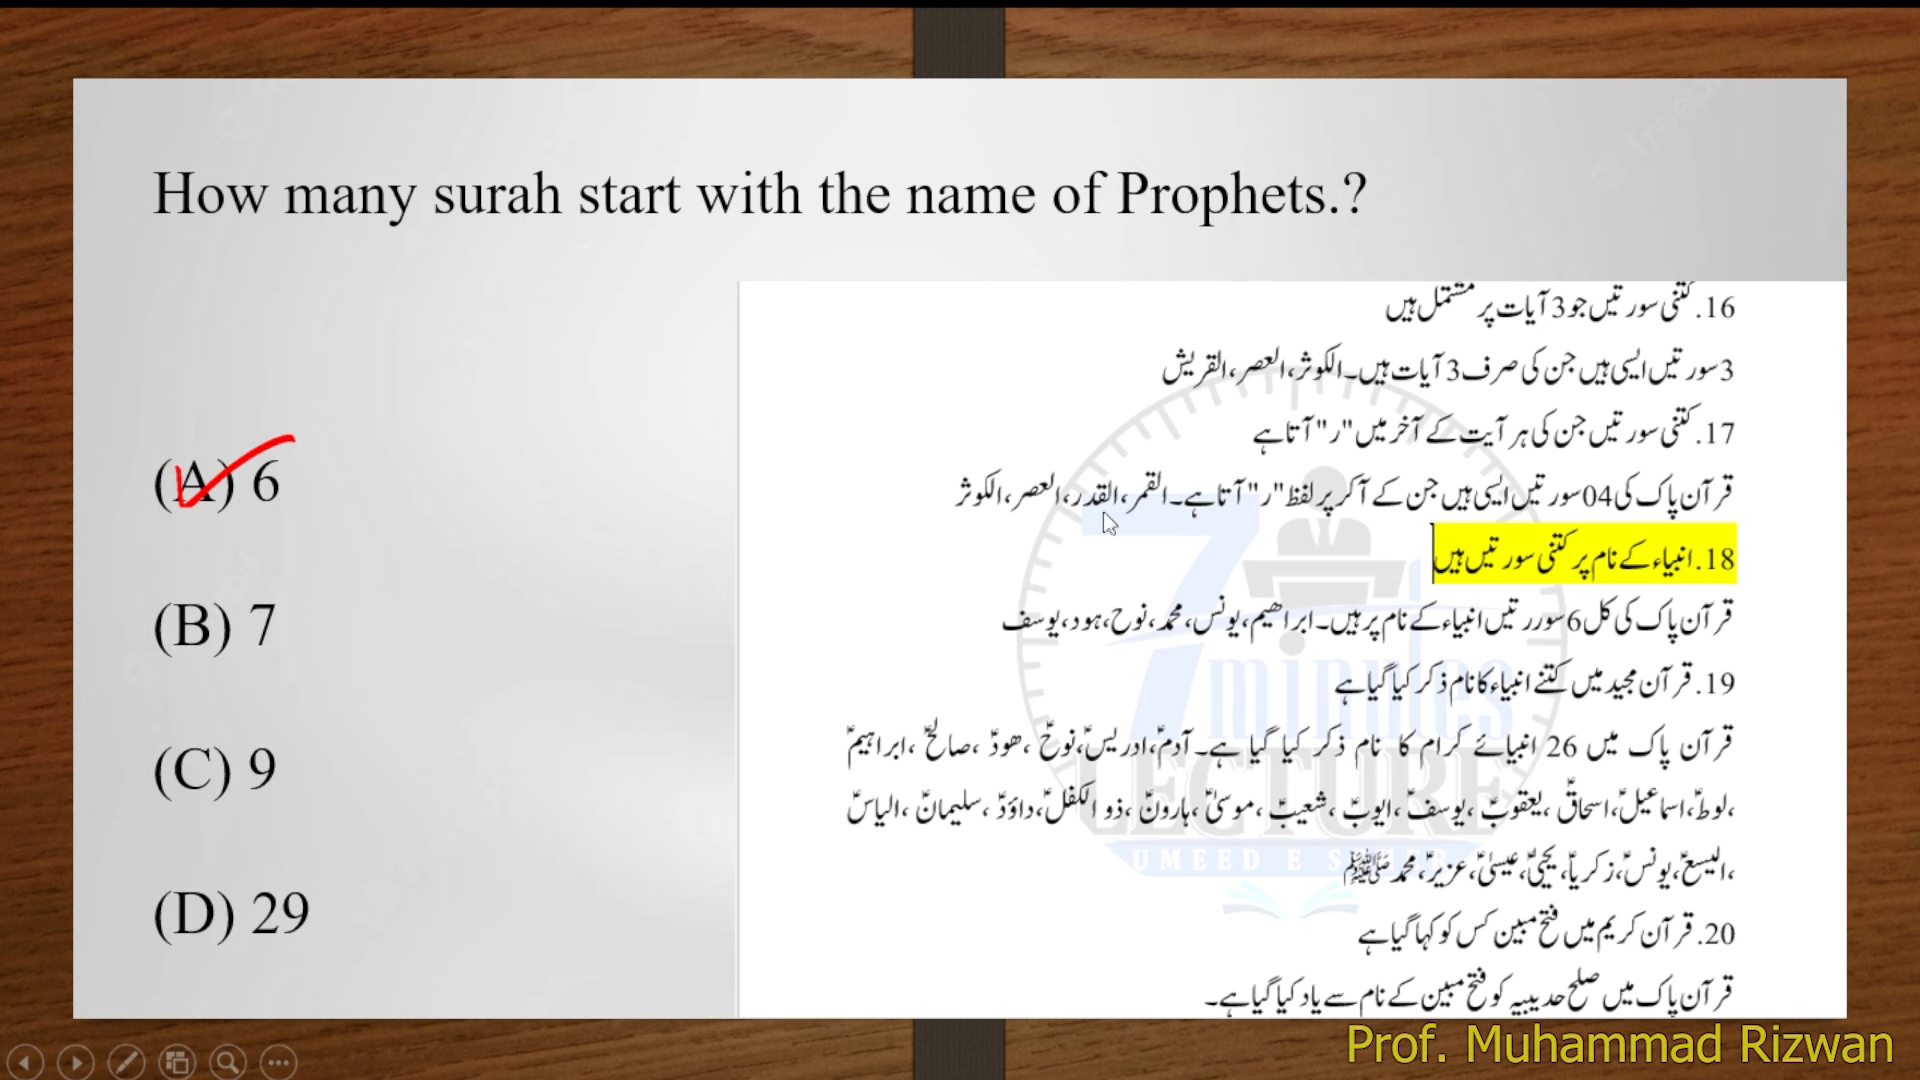 How many surah start with the name of Prophets.?
(A) 6
(B) 7
(C) 9
(D) 29
16. کتنی سورتیں جو 3 آیات پر مشتمل ہیں
3 سورتیں ایسی ہیں جن کی صرف 3 آیات ہیں۔ الکوثر، العصر، القریش
17. کتنی سورتیں جن کی ہر آیت کے آخر میں "ر" آتا ہے
قرآن پاک کی 04 سورتیں ایسی ہیں جن کے آکر پر لفظ "ر" آتا ہے۔ القمر، القدر، العصر، الکوثر
18. انبیاء کے نام پر کتنی سورتیں ہیں
قرآن پاک کی کل 6 سورر تیں انبیاء کے نام پر ہیں۔ ابراھیم، یونس، محمد، نوح، ہود، یوسف
19. قرآن مجید میں کتنے انبیاء کا نام ذکر کیا گیا ہے
قرآن پاک میں 26 انبیائے کرام کا نام ذکر کیا گیا ہے۔ آدمؑ، ادریسؑ، نوحؑ، ھودؑ، صالحؑ، ابراہیمؑ
،لوطؑ، اسماعیلؑ، اسحاقؑ، یعقوبؑ، یوسفؑ، ایوبؑ، شعیبؑ، موسیٰؑ، ہارونؑ، ذو الکفلؑ، داؤدؑ، سلیمانؑ، الیاسؑ
،الیسعؑ، یونسؑ، زکریاؑ، یحییٰؑ، عیسیٰؑ، عزیرؑ، محمد ﷺ
20. قرآن کریم میں فتح مبین کس کو کہا گیا ہے
قرآن پاک میں صلح حدیبیہ کو فتح مبین کے نام سے یاد کیا گیا ہے۔
7
minutes
LECTURE
Prof. Muhammad Rizwan